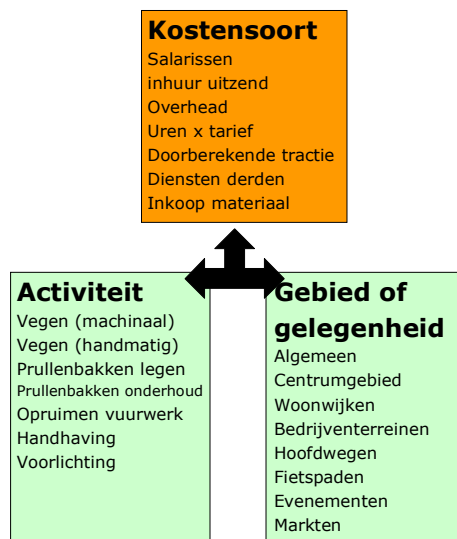 Kostensoort
Salarissen
inhuur uitzend
Overhead
Uren x tarief
Doorberekende tractie
Diensten derden
Inkoop materiaal
Activiteit
Vegen (machinaal)
Vegen (handmatig)
Prullenbakken legen
Prullenbakken onderhoud
Opruimen vuurwerk
Handhaving
Voorlichting
Gebied of
gelegenheid
Algemeen
Centrumgebied
Woonwijken
Bedrijventerreinen
Hoofdwegen
Fietspaden
Evenementen
Markten